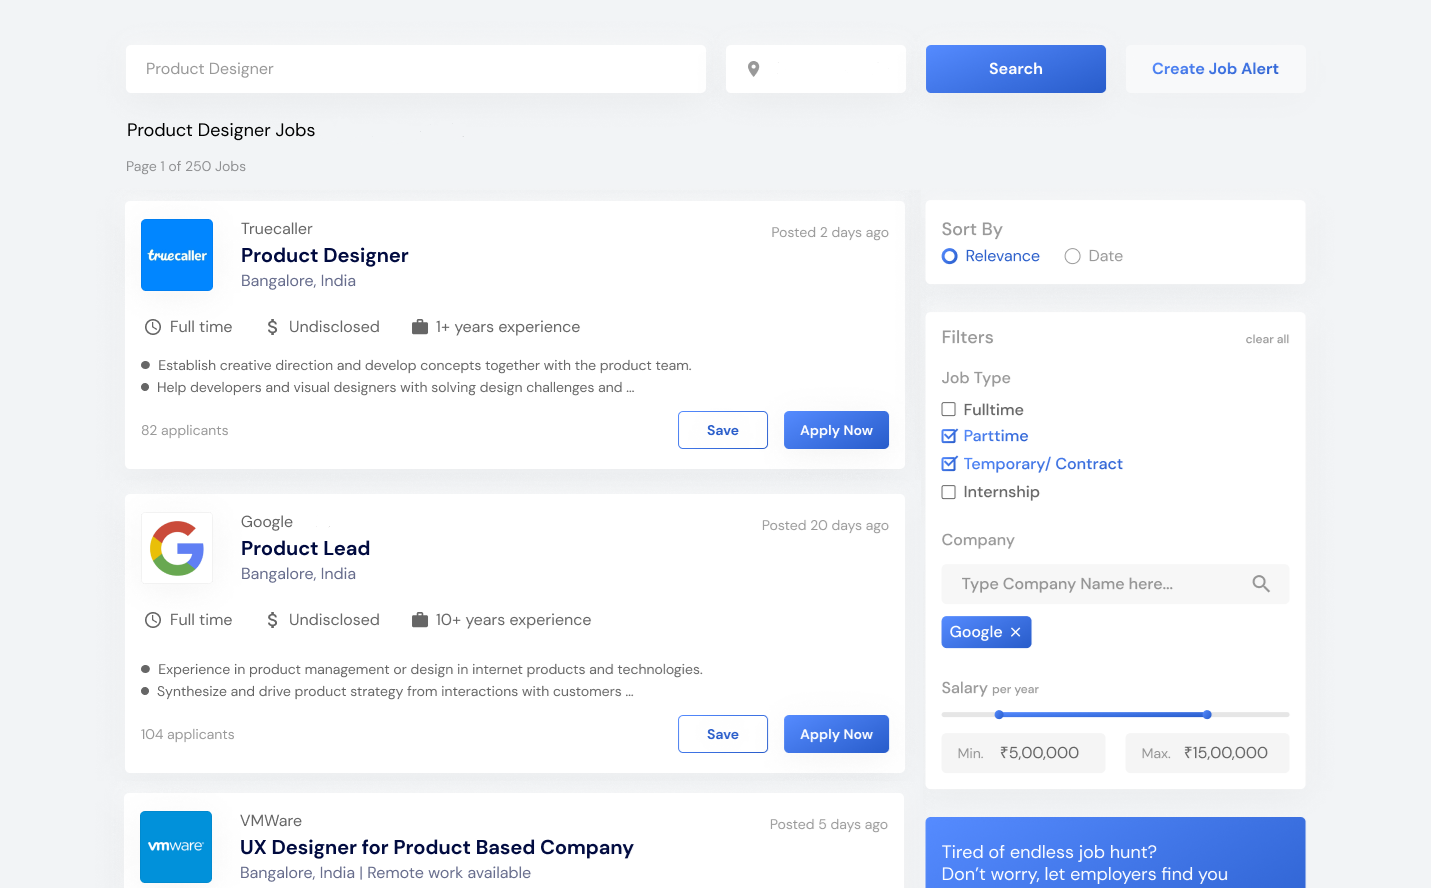 Product Designer
Search
Create Job Alert
Product Designer Jobs
Page 1 of 250 Jobs
truecaller
Truecaller
Posted 2 days ago
Product Designer
Bangalore, India
Full time
Undisclosed
1+ years experience
Establish creative direction and develop concepts together with the product team.
Help developers and visual designers with solving design challenges and ...
82 applicants
Save
Apply Now
Google
Posted 20 days ago
Product Lead
Bangalore, India
Full time
Undisclosed
10+ years experience
Experience in product management or design in internet products and technologies.
Synthesize and drive product strategy from interactions with customers ...
104 applicants
Save
Apply Now
vmware
VMWare
Posted 5 days ago
UX Designer for Product Based Company
Bangalore, India | Remote work available
Sort By
Relevance
Date
Filters
clear all
Job Type
Fulltime
Parttime
Temporary/ Contract
Internship
Company
Type Company Name here...
Google ×
Salary per year
Min. ₹5,00,000
Max. ₹15,00,000
Tired of endless job hunt?
Don't worry, let employers find you